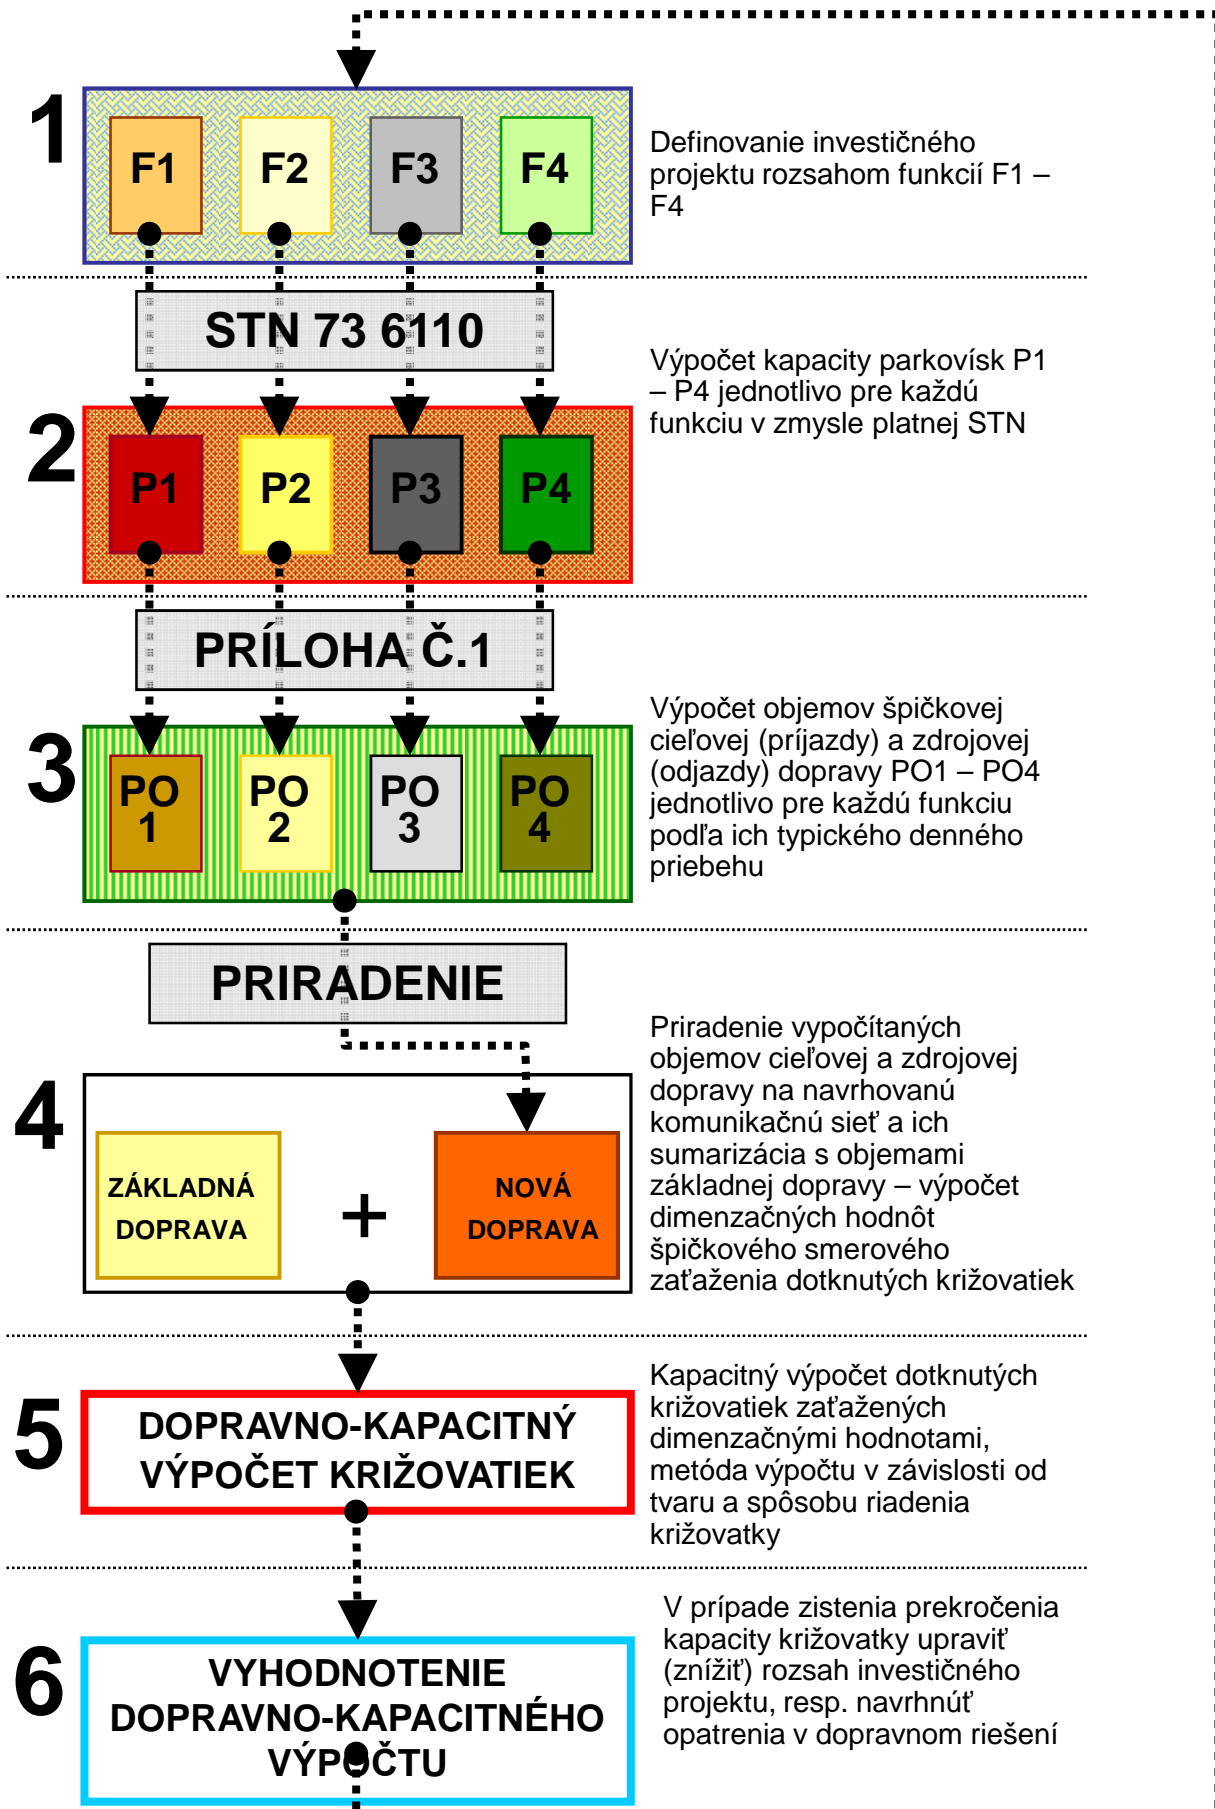 1
F1 F2 F3 F4
Definovanie investičného
projektu rozsahom funkcií F1 –
F4
STN 73 6110
Výpočet kapacity parkovísk P1
– P4 jednotlivo pre každú
funkciu v zmysle platnej STN
2
P1 P2 P3 P4
PRÍLOHA Č.1
3
PO
1
PO
2
PO
3
PO
4
Výpočet objemov špičkovej
cieľovej (príjazdy) a zdrojovej
(odjazdy) dopravy PO1 – PO4
jednotlivo pre každú funkciu
podľa ich typického denného
priebehu
PRIRADENIE
4
ZÁKLADNÁ
DOPRAVA
+
NOVÁ
DOPRAVA
Priradenie vypočítaných
objemov cieľovej a zdrojovej
dopravy na navrhovanú
komunikačnú sieť a ich
sumarizácia s objemami
základnej dopravy – výpočet
dimenzačných hodnôt
špičkového smerového
zaťaženia dotknutých križovatiek
5
DOPRAVNO-KAPACITNÝ
VÝPOČET KRIŽOVATIEK
Kapacitný výpočet dotknutých
križovatiek zaťažených
dimenzačnými hodnotami,
metóda výpočtu v závislosti od
tvaru a spôsobu riadenia
križovatky
6
VYHODNOTENIE
DOPRAVNO-KAPACITNÉHO
VÝPOČTU
V prípade zistenia prekročenia
kapacity križovatky upraviť
(znížiť) rozsah investičného
projektu, resp. navrhnúť
opatrenia v dopravnom riešení